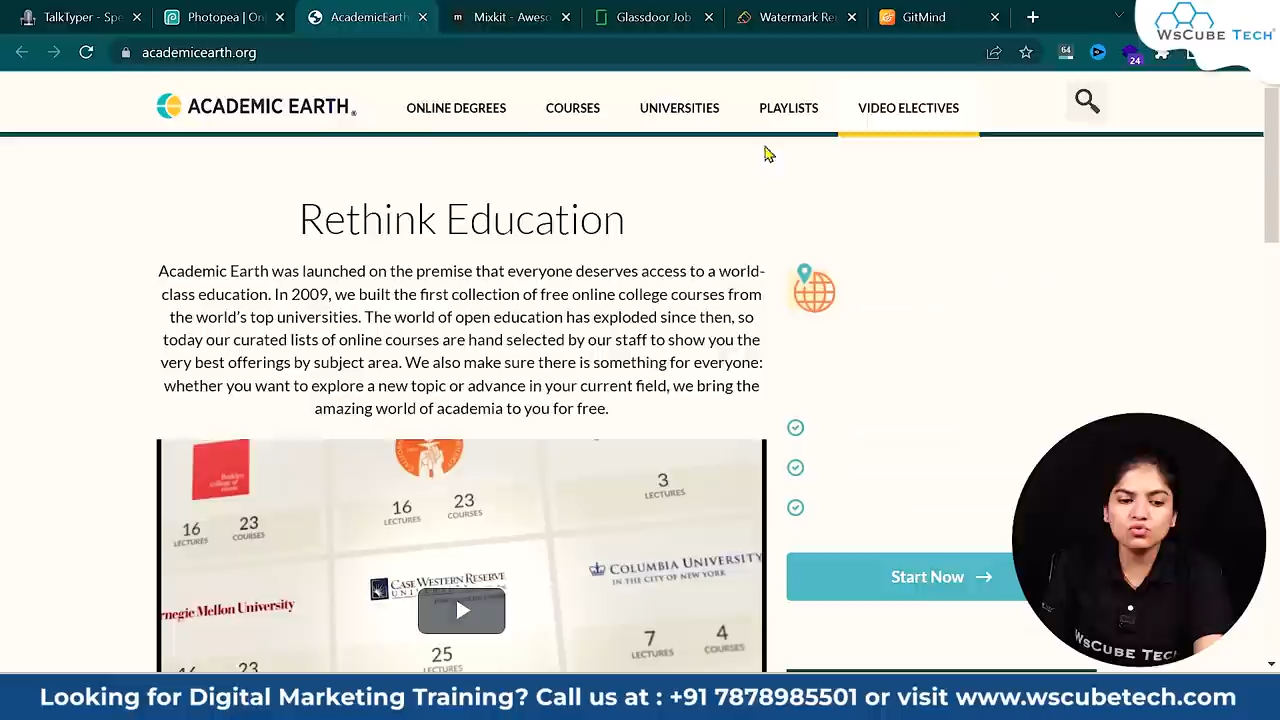 TalkTyper - Spe
Photopea | On
AcademicEarth
Mixkit - Aweso
Glassdoor Job
Watermark Re
GitMind
WsCube Tech
academicearth.org
64
24
ACADEMIC EARTH
ONLINE DEGREES
COURSES
UNIVERSITIES
PLAYLISTS
VIDEO ELECTIVES
Rethink Education
Academic Earth was launched on the premise that everyone deserves access to a world-
class education. In 2009, we built the first collection of free online college courses from
the world's top universities. The world of open education has exploded since then, so
today our curated lists of online courses are hand selected by our staff to show you the
very best offerings by subject area. We also make sure there is something for everyone:
whether you want to explore a new topic or advance in your current field, we bring the
amazing world of academia to you for free.
16
LECTURES
23
COURSES
16
LECTURES
23
COURSES
3
LECTURES
CASE WESTERN RESERVE
COLUMBIA UNIVERSITY
IN THE CITY OF NEW YORK
rnegie Mellon University
25
LECTURES
7
LECTURES
4
COURSES
23
Start Now
WsCube Tech
Looking for Digital Marketing Training? Call us at : +91 7878985501 or visit www.wscubetech.com